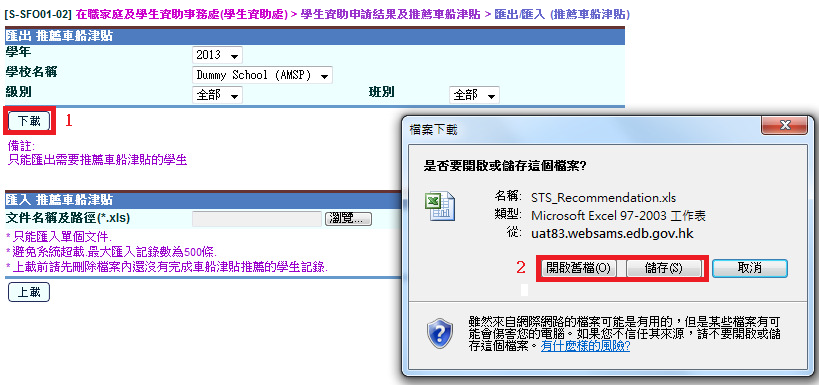 [S-SFO01-02] 在職家庭及學生資助事務處(學生資助處) > 學生資助申請結果及推薦車船津貼 > 匯出/匯入 (推薦車船津貼)
匯出 推薦車船津貼
學年 2013
學校名稱 Dummy School (AMSP)
級別 全部 班別 全部
下載 1
備註:
只能匯出需要推薦車船津貼的學生
匯入 推薦車船津貼
文件名稱及路徑(*.xls) 瀏覽...
* 只能匯入單個文件.
* 避免系統超載.最大匯入記錄數為500條.
* 上載前請先刪除檔案內還沒有完成車船津貼推薦的學生記錄.
上載
檔案下載
是否要開啟或儲存這個檔案?
名稱: STS_Recommendation.xls
類型: Microsoft Excel 97-2003 工作表
從: uat83.websams.edb.gov.hk
2 開啟舊檔(O) 儲存(S) 取消
雖然來自網際網路的檔案可能是有用的，但是某些檔案有可
能會傷害您的電腦。如果您不信任其來源，請不要開啟或儲
存這個檔案。有什麼樣的風險?